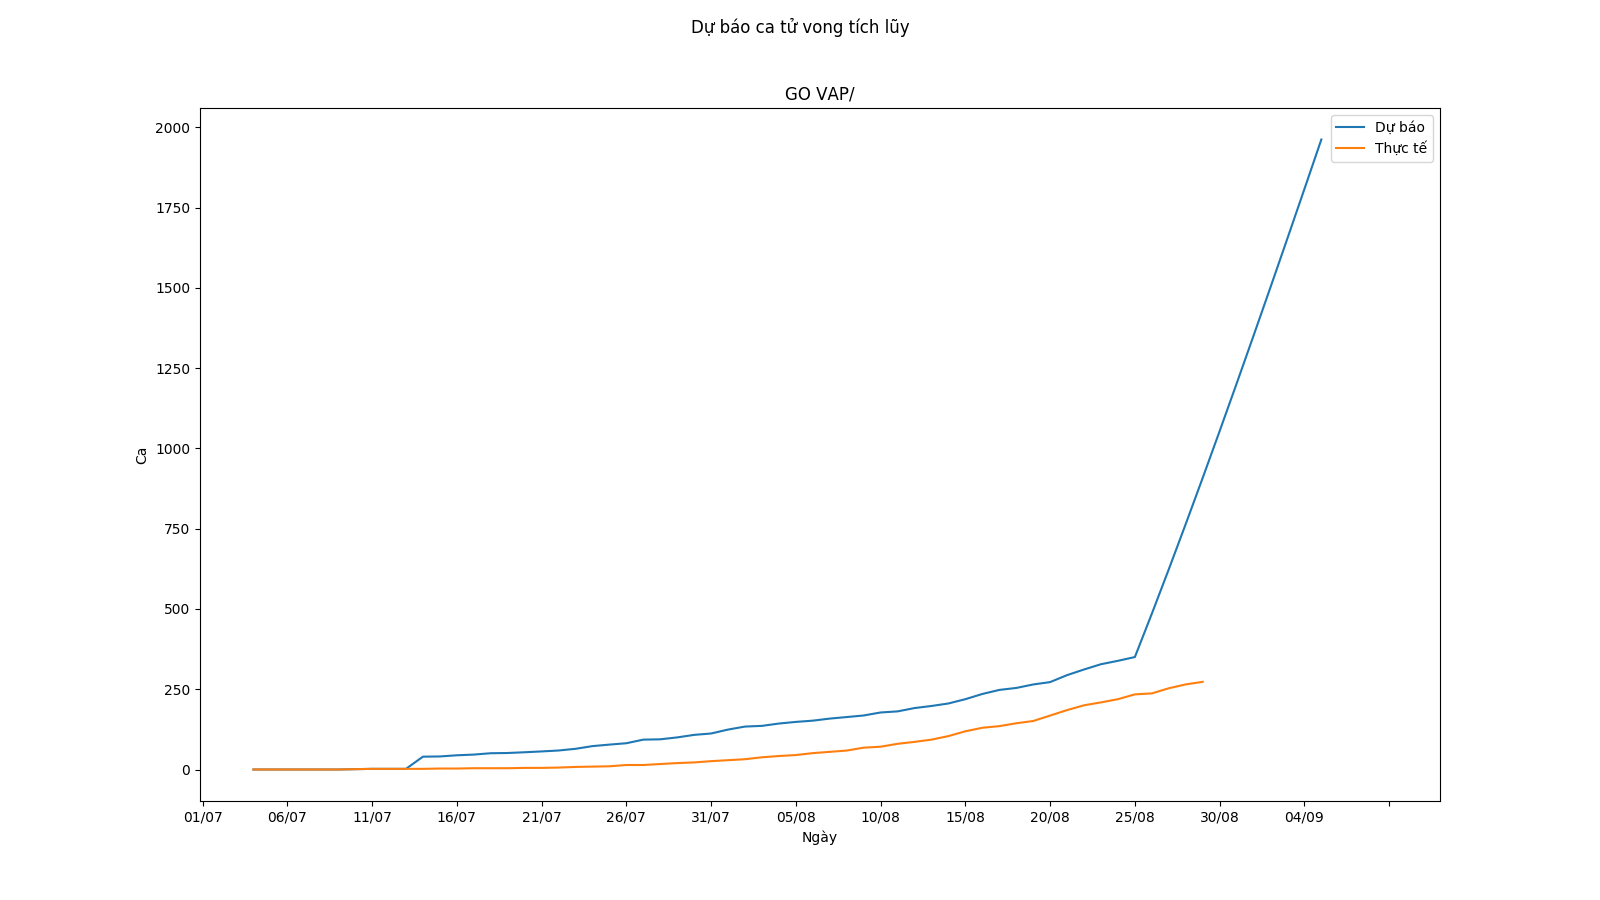 Dự báo ca tử vong tích lũy
GO VAP/
Dự báo
Thực tế
2000
1750
1500
1250
1000
750
500
250
0
Ca
01/07 06/07 11/07 16/07 21/07 26/07 31/07 05/08 10/08 15/08 20/08 25/08 30/08 04/09
Ngày